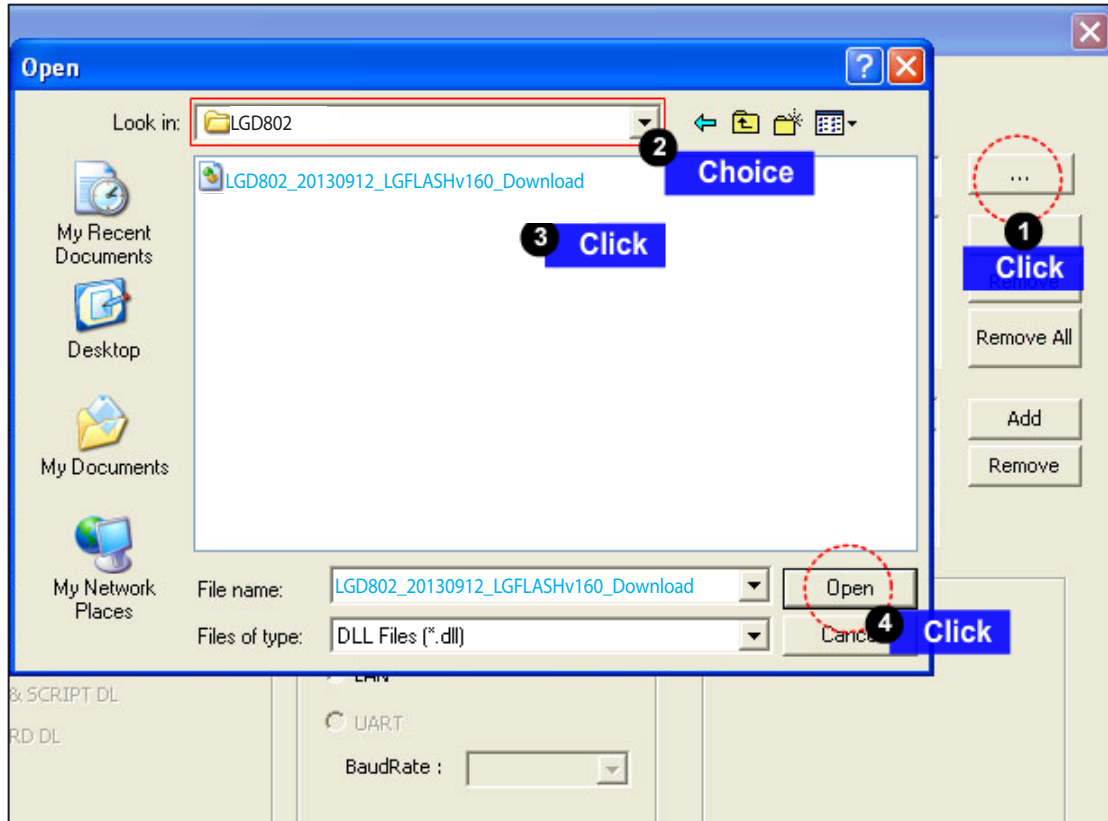 Open
Look in:
LGD802
2
Choice
...
LGD802_20130912_LGFLASHv160_Download
3
Click
1
Click
Remove
Remove All
Add
Remove
My Recent
Documents
Desktop
My Documents
My Network
Places
File name:
LGD802_20130912_LGFLASHv160_Download
Open
Files of type:
DLL Files (*.dll)
4
Click
LAN
& SCRIPT DL
UART
RD DL
BaudRate :